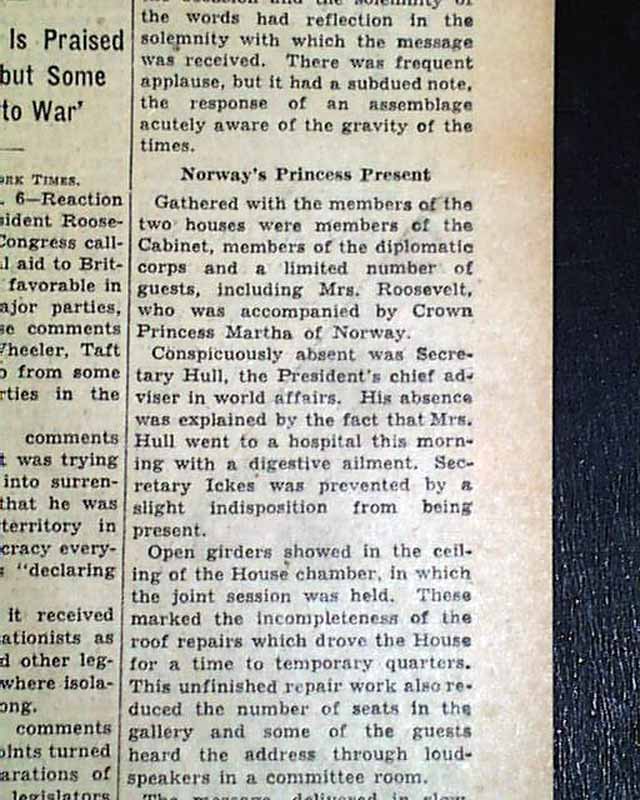 Is Praised
but Some
to War'
TIMES.
6—Reaction
sident Roose-
Congress call-
l aid to Brit-
favorable in
ajor parties,
se comments
Wheeler, Taft
o from some
rties in the
comments
t was trying
into surren-
that he was
territory in
cracy every-
s "declaring
it received
ationists as
d other leg-
where isola-
ong.
comments
oints turned
arations of
legislators
the words had reflection in the
solemnity with which the message
was received. There was frequent
applause, but it had a subdued note,
the response of an assemblage
acutely aware of the gravity of the
times.
Norway's Princess Present
Gathered with the members of the
two houses were members of the
Cabinet, members of the diplomatic
corps and a limited number of
guests, including Mrs. Roosevelt,
who was accompanied by Crown
Princess Martha of Norway.
Conspicuously absent was Secre-
tary Hull, the President's chief ad-
viser in world affairs. His absence
was explained by the fact that Mrs.
Hull went to a hospital this morn-
ing with a digestive ailment. Sec-
retary Ickes was prevented by a
slight indisposition from being
present.
Open girders showed in the ceil-
ing of the House chamber, in which
the joint session was held. These
marked the incompleteness of the
roof repairs which drove the House
for a time to temporary quarters.
This unfinished repair work also re-
duced the number of seats in the
gallery and some of the guests
heard the address through loud-
speakers in a committee room.
The message, delivered in slow,